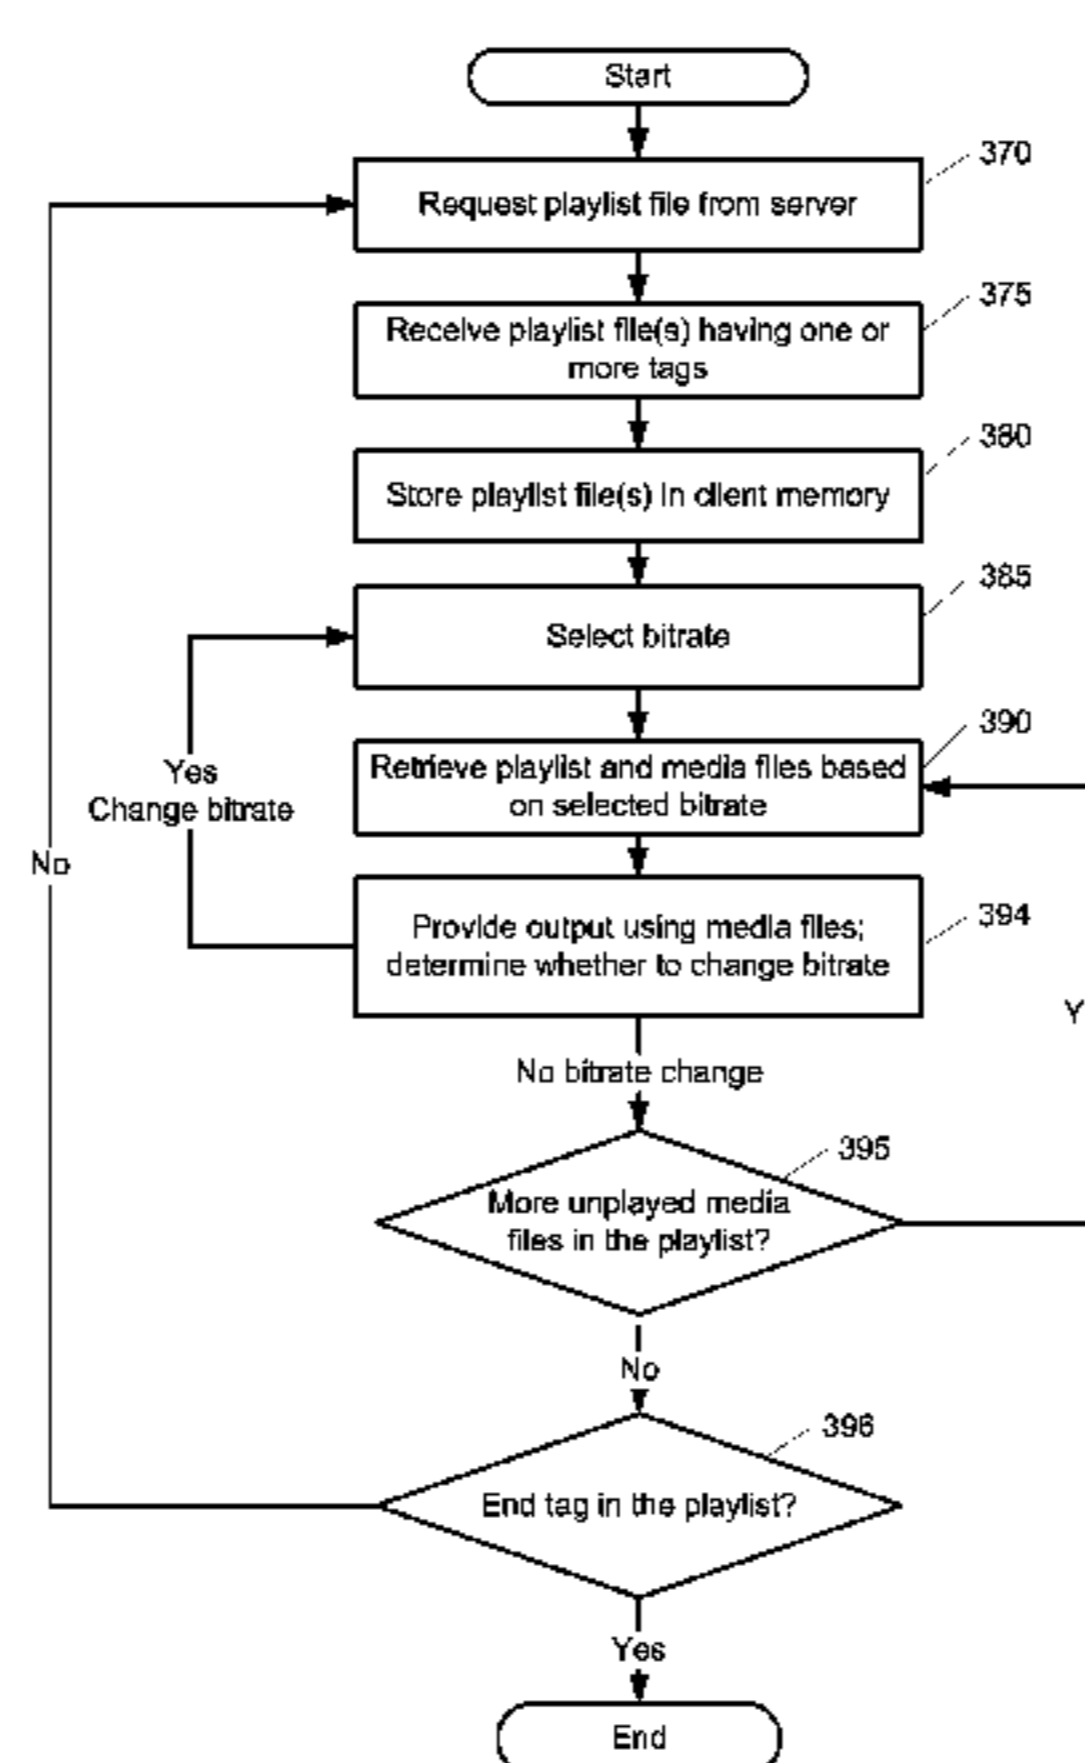 Start
370
Request playlist file from server
375
Receive playlist file(s) having one or
more tags
380
Store playlist file(s) in client memory
385
Select bitrate
390
Retrieve playlist and media files based
on selected bitrate
Yes
Change bitrate
No
394
Provide output using media files;
determine whether to change bitrate
Y
No bitrate change
395
More unplayed media
files in the playlist?
No
396
End tag in the playlist?
Yes
End